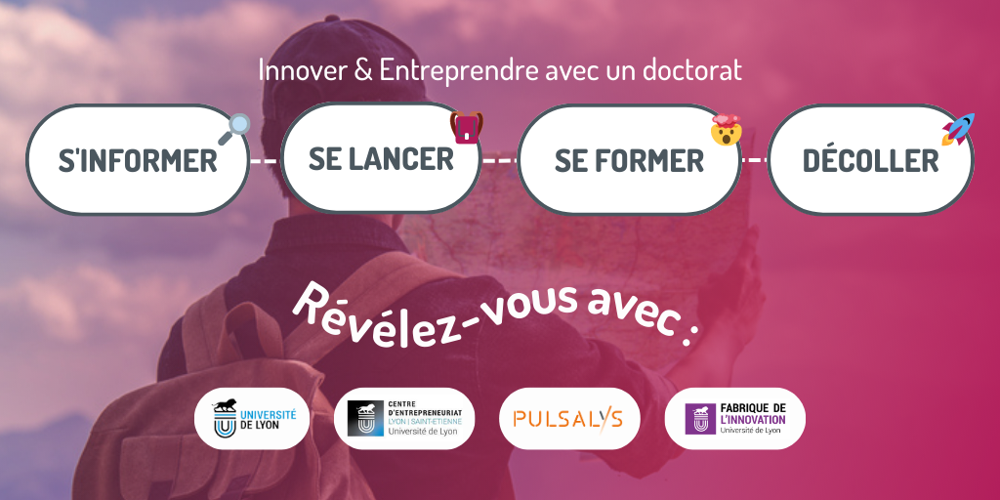 Innover & Entreprendre avec un doctorat
S'INFORMER
SE LANCER
SE FORMER
DÉCOLLER
Révélez-vous avec :
UNIVERSITÉ
DE LYON
CENTRE
D'ENTREPRENEURIAT
LYON | SAINT-ETIENNE
Université de Lyon
PULSALYS
FABRIQUE DE
L'INNOVATION
Université de Lyon